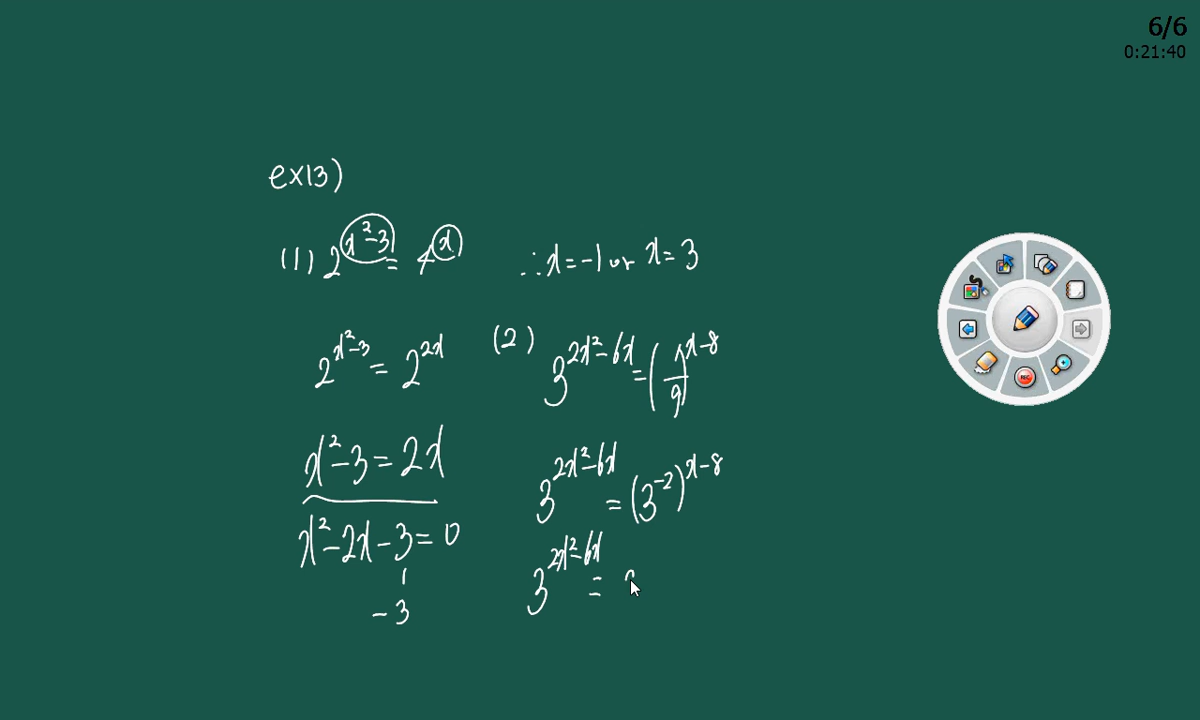 6/6
0:21:40
ex13)
(1) 2^{x²-3} = 4^{x}
2^{x²-3} = 2^{2x}
x²-3 = 2x
x²-2x-3 = 0
1
-3
∴ x = -1 or x = 3
(2) 3^{2x²-6x} = (1/9)^{x-8}
3^{2x²-6x} = (3^{-2})^{x-8}
3^{2x²-6x} =
REC